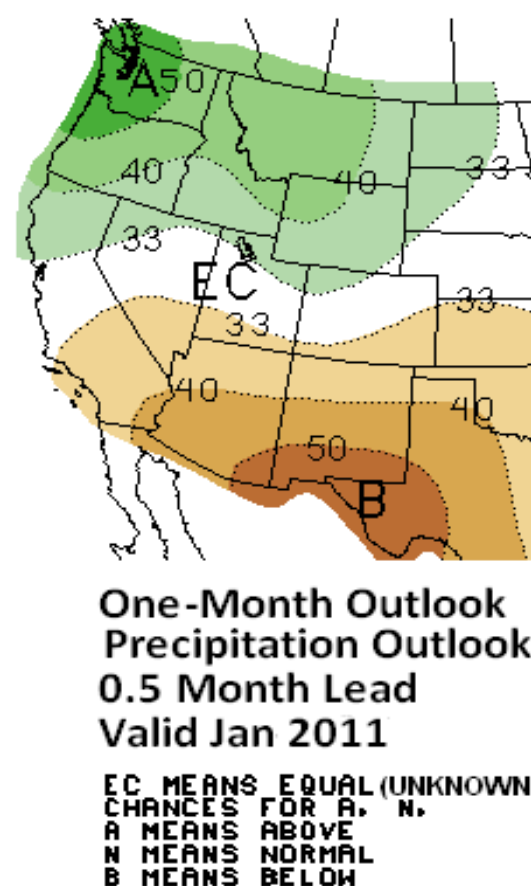 A50
40
40
33
33
EC
33
33
40
40
50
B
One-Month Outlook
Precipitation Outlook
0.5 Month Lead
Valid Jan 2011
EC MEANS EQUAL (UNKNOWN
CHANCES FOR A, N,
A MEANS ABOVE
N MEANS NORMAL
B MEANS BELOW